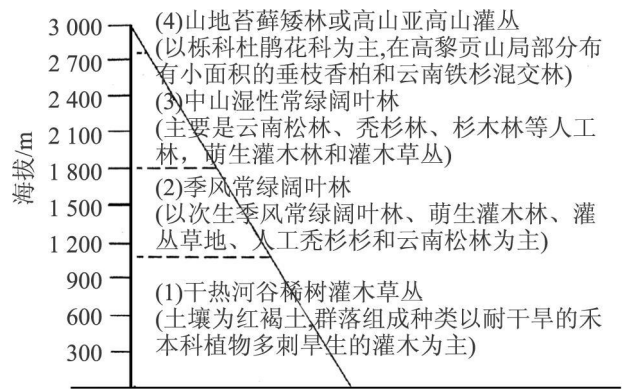 3 000
2 700
2 400
2 100
1 800
1 500
1 200
900
600
300
海拔/m
(4)山地苔藓矮林或高山亚高山灌丛
(以栎科杜鹃花科为主,在高黎贡山局部分布
有小面积的垂枝香柏和云南铁杉混交林)
(3)中山湿性常绿阔叶林
(主要是云南松林、秃杉林、杉木林等人工
林，萌生灌木林和灌木草丛)
(2)季风常绿阔叶林
(以次生季风常绿阔叶林、萌生灌木林、灌
丛草地、人工秃杉杉和云南松林为主)
(1)干热河谷稀树灌木草丛
(土壤为红褐土,群落组成种类以耐干旱的禾
本科植物多刺旱生的灌木为主)